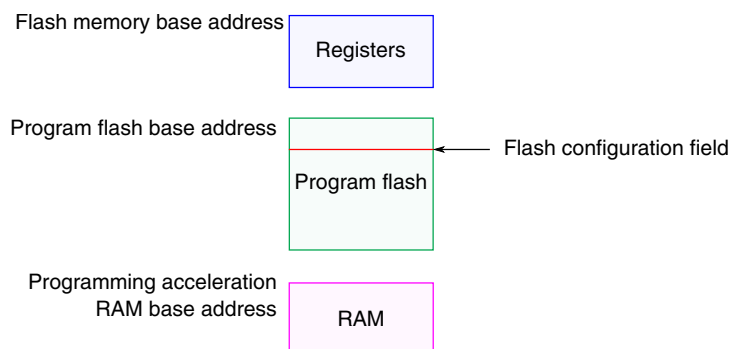 Flash memory base address
Registers
Program flash base address
Flash configuration field
Program flash
Programming acceleration
RAM base address
RAM